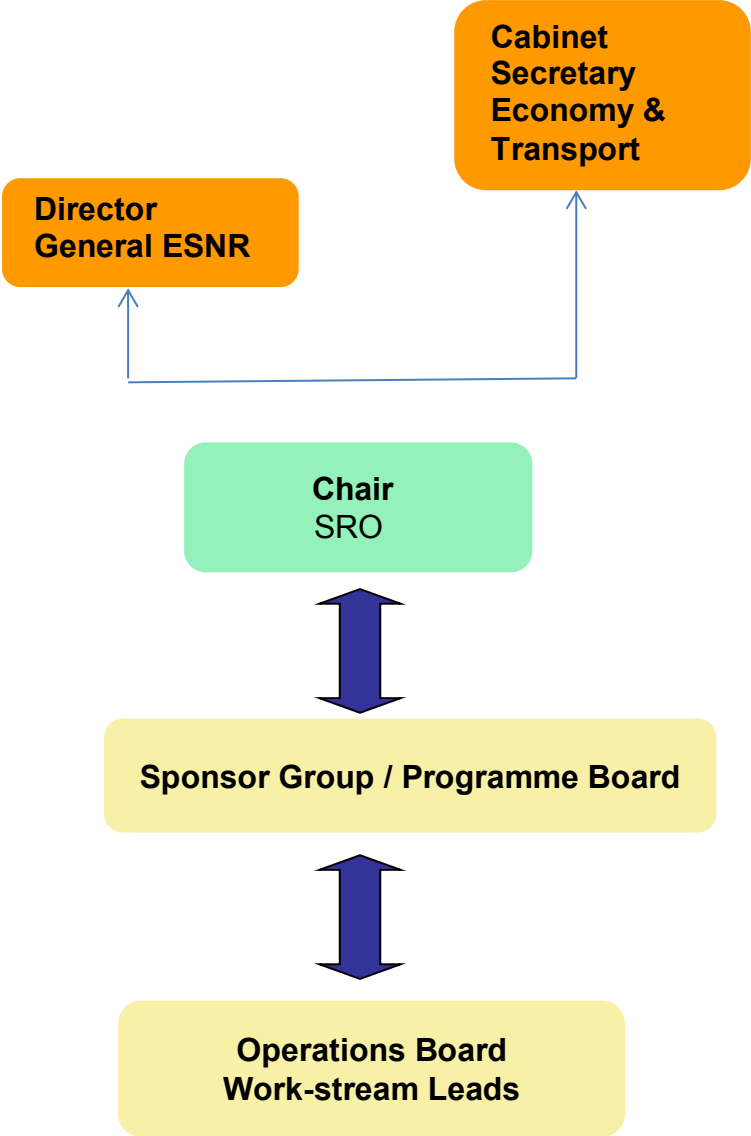 Cabinet
Secretary
Economy &
Transport
Director
General ESNR
Chair
SRO
Sponsor Group / Programme Board
Operations Board
Work-stream Leads